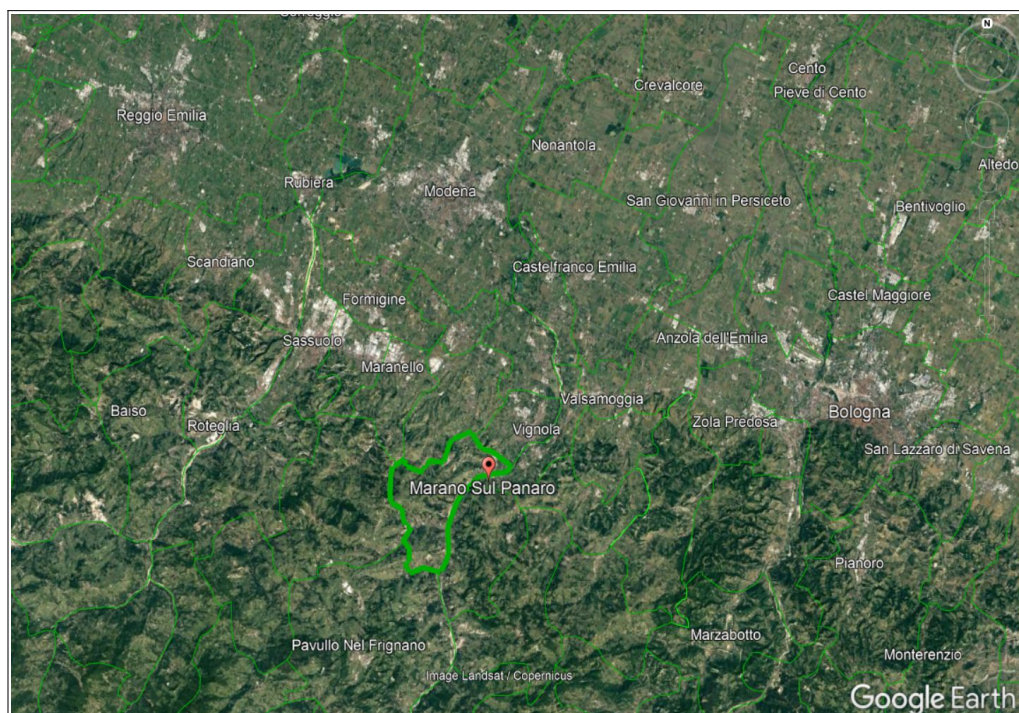 N
Cento
Crevalcore
Pieve di Cento
Reggio Emilia
Nonantola
Altedo
Rubiera
Modena
San Giovanni in Persiceto
Bentivoglio
Scandiano
Castelfranco Emilia
Castel Maggiore
Formigine
Sassuolo
Anzola dell'Emilia
Maranello
Valsamoggia
Baiso
Bologna
Roteglia
Vignola
Zola Predosa
San Lazzaro di Savena
Marano Sul Panaro
Pianoro
Marzabotto
Pavullo Nel Frignano
Monterenzio
Image Landsat / Copernicus
Google Earth